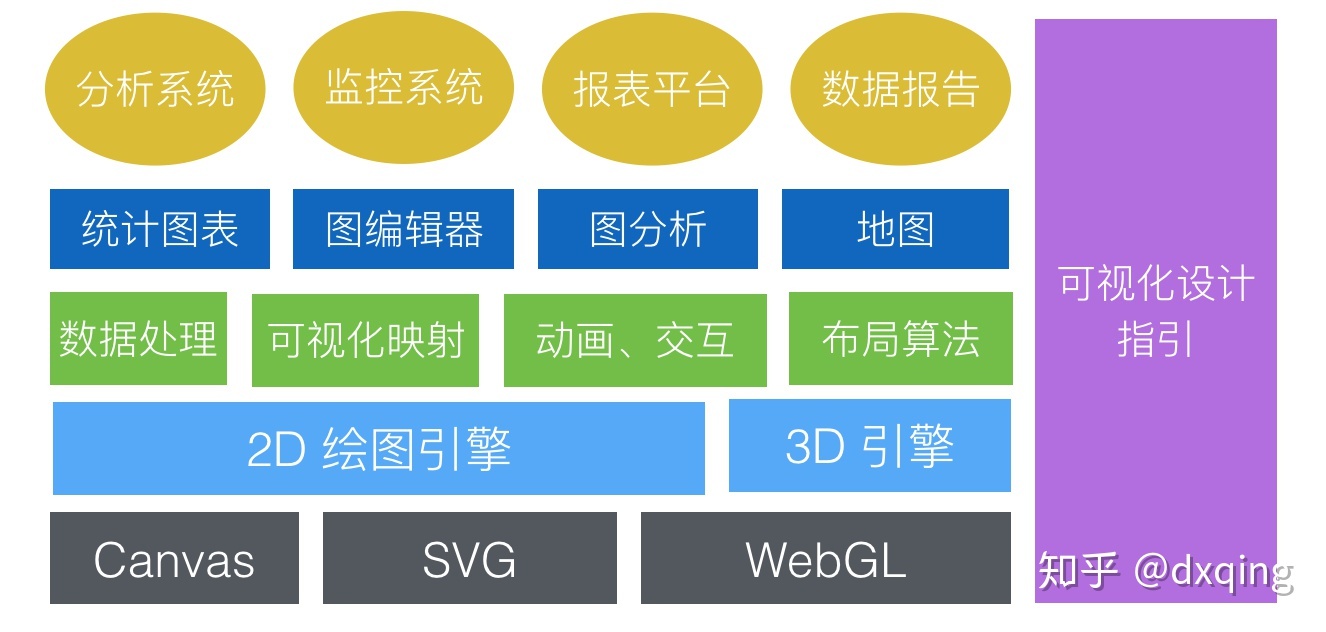 分析系统
监控系统
报表平台
数据报告
统计图表
图编辑器
图分析
地图
数据处理
可视化映射
动画、交互
布局算法
2D 绘图引擎
3D 引擎
Canvas
SVG
WebGL
可视化设计
指引
知乎 @dxqing